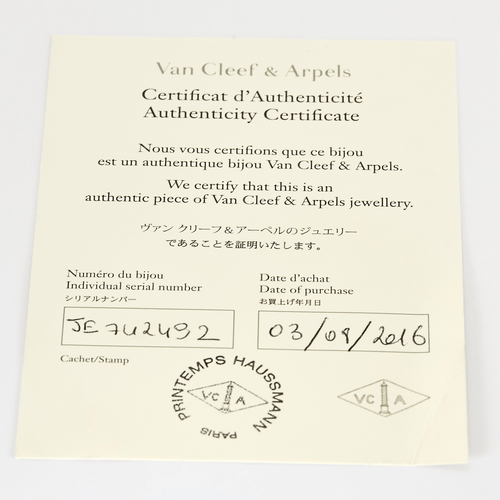 Van Cleef & Arpels
Certificat d'Authenticité
Authenticity Certificate
Nous vous certifions que ce bijou
est un authentique bijou Van Cleef & Arpels.
We certify that this is an
authentic piece of Van Cleef & Arpels jewellery.
ヴァン クリーフ&アーペルのジュエリー
であることを証明いたします。
Numéro du bijou
Individual serial number
シリアルナンバー
JE742492
Date d'achat
Date of purchase
お買上げ年月日
03/08/2016
Cachet/Stamp
PRINTEMPS HAUSSMANN
VC A
PARIS
VC A